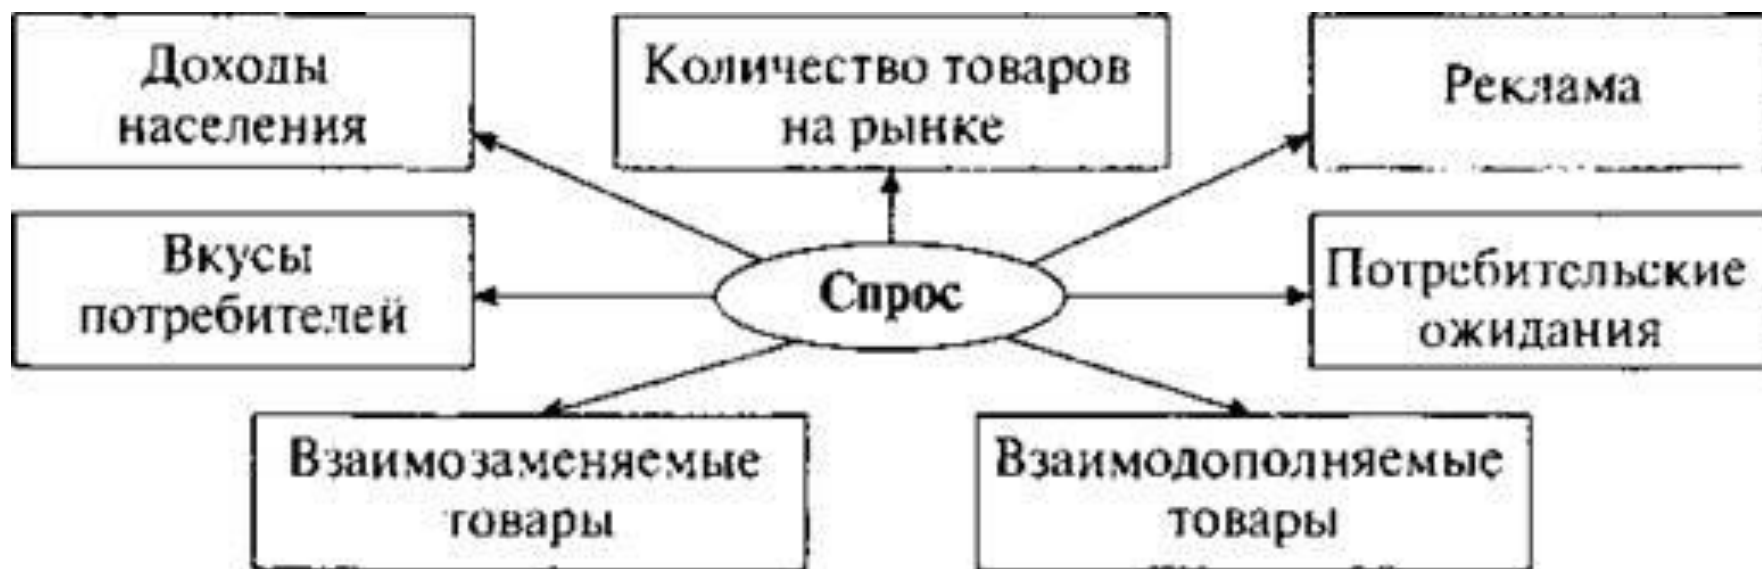 Доходы
населения
Количество товаров
на рынке
Реклама
Вкусы
потребителей
Спрос
Потребительские
ожидания
Взаимозаменяемые
товары
Взаимодополняемые
товары